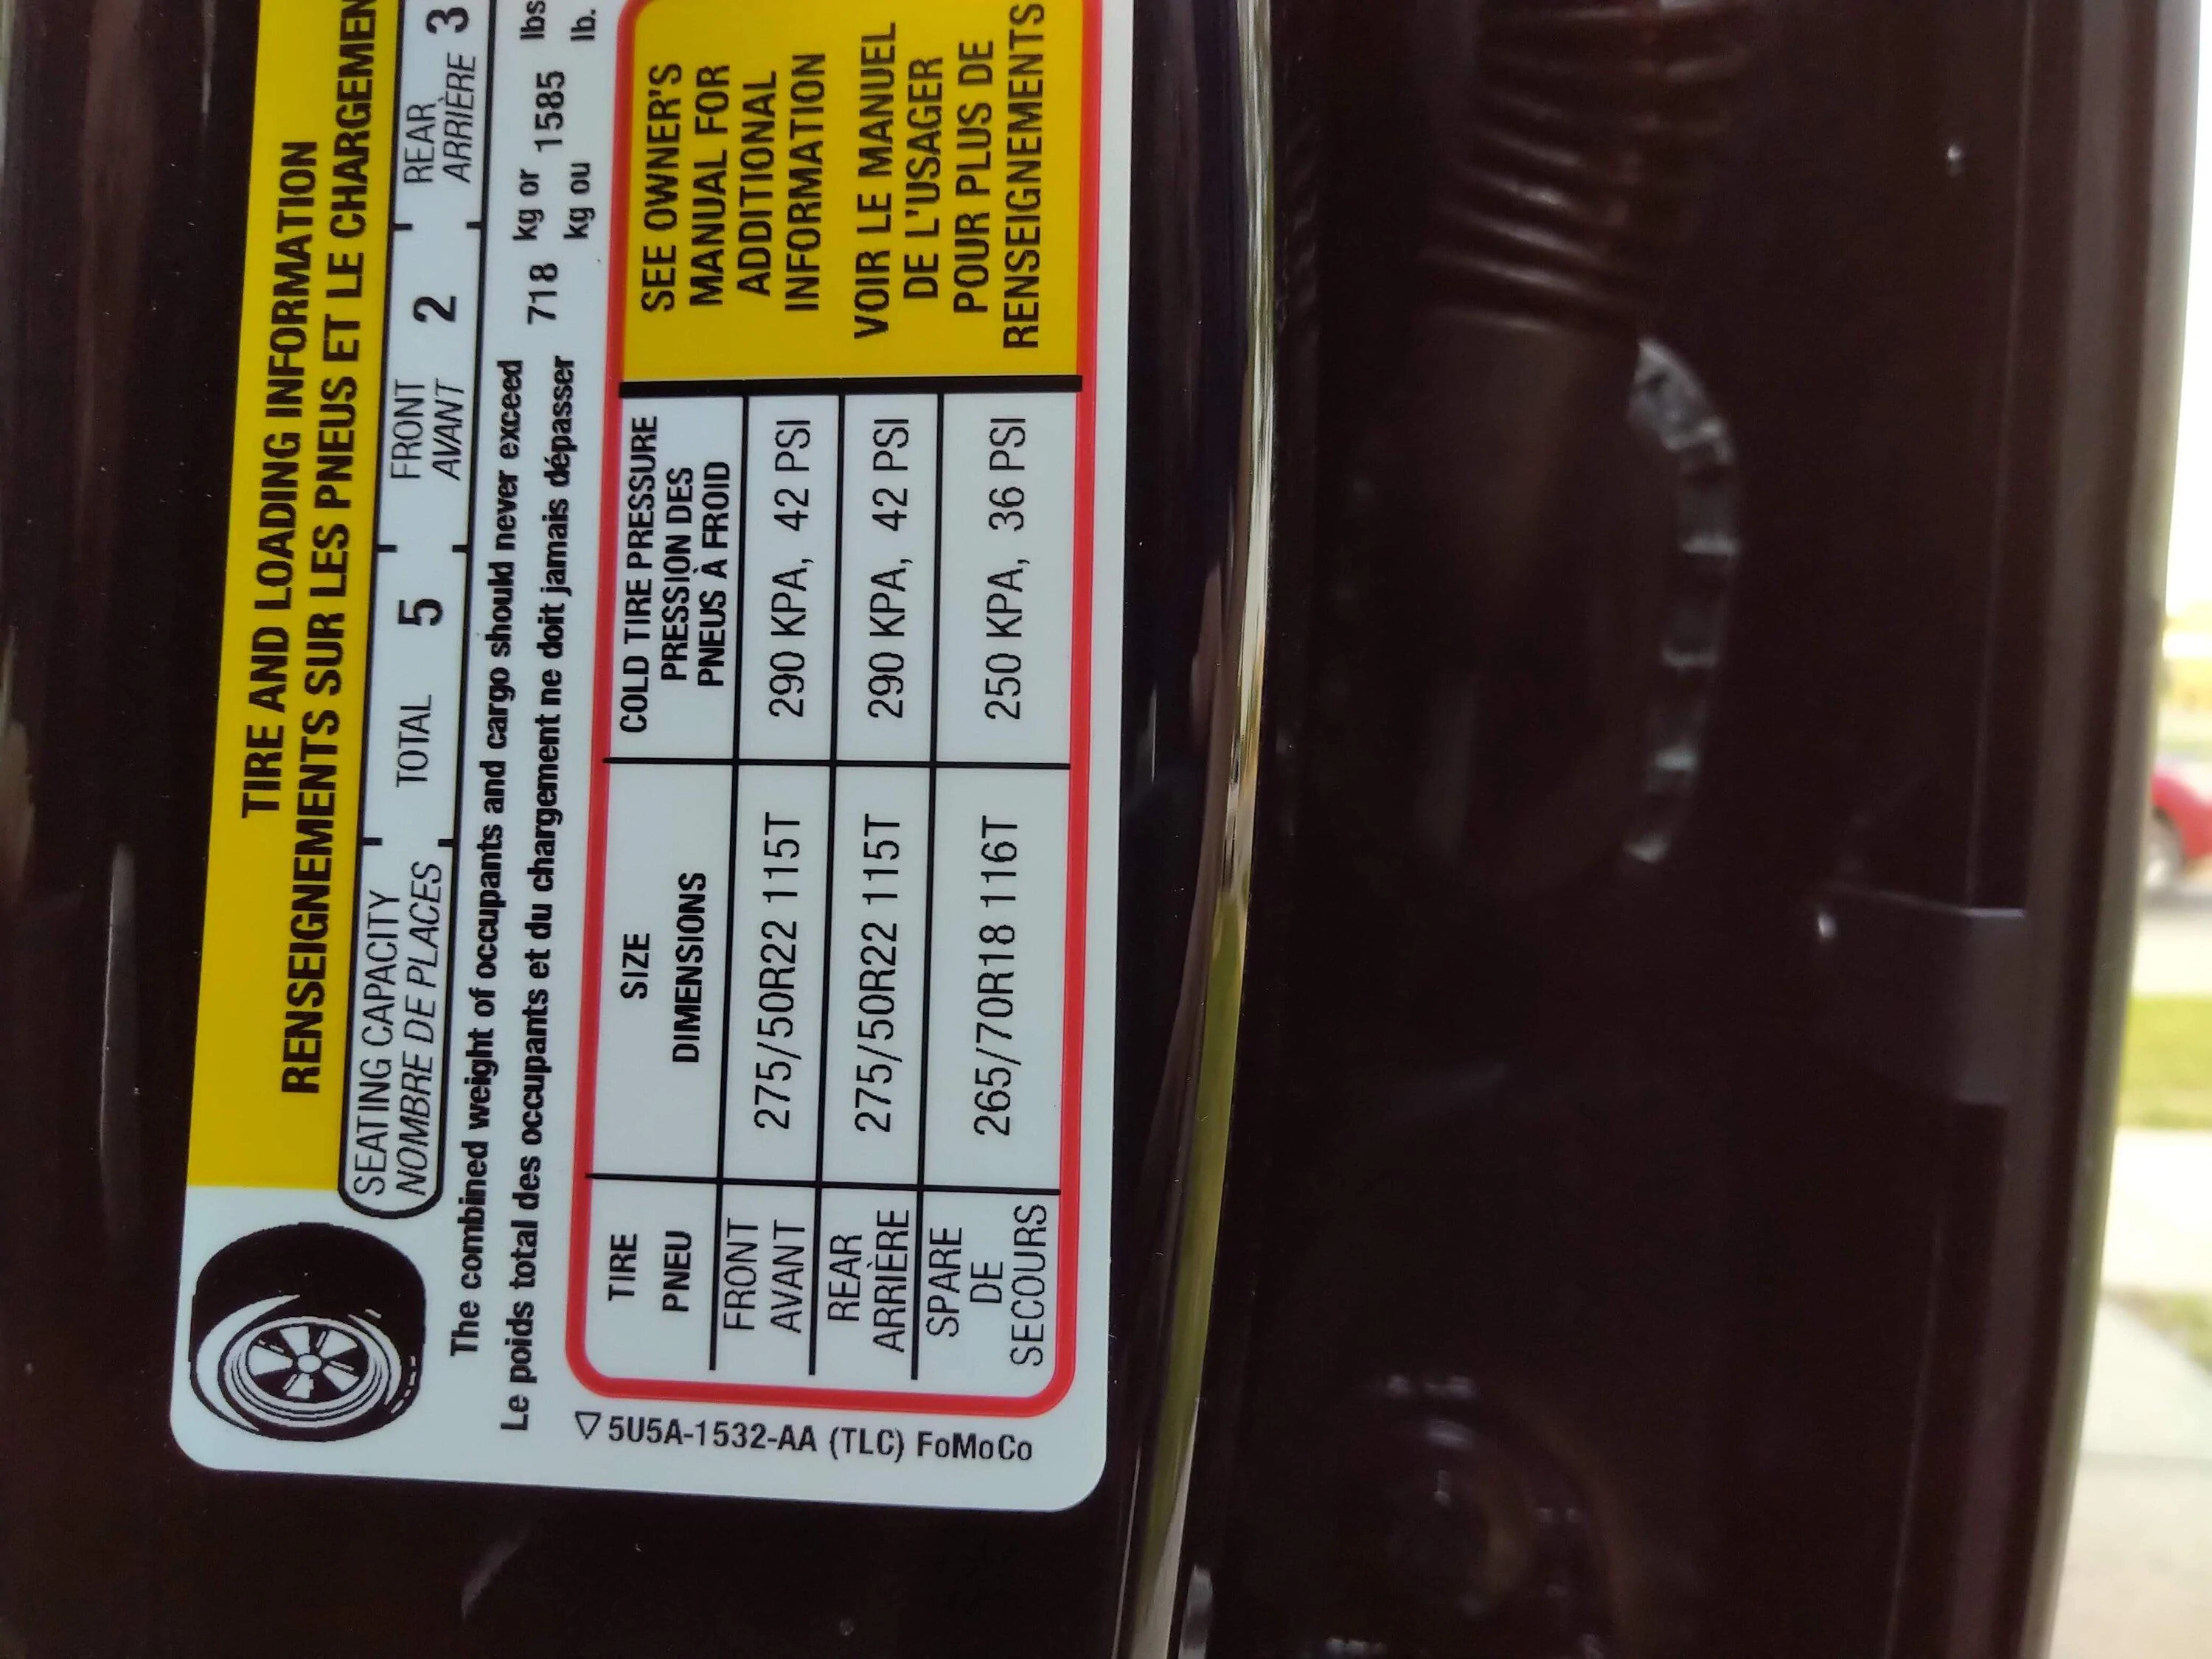 TIRE AND LOADING INFORMATION
RENSEIGNEMENTS SUR LES PNEUS ET LE CHARGEMEN
SEATING CAPACITY
NOMBRE DE PLACES
TOTAL 5
FRONT
AVANT
2
REAR
ARRIÈRE
3
The combined weight of occupants and cargo should never exceed
Le poids total des occupants et du chargement ne doit jamais dépasser
718
kg or
kg ou
1585
lbs
lb.
TIRE
PNEU
SIZE
DIMENSIONS
COLD TIRE PRESSURE
PRESSION DES
PNEUS À FROID
FRONT
AVANT
275/50R22 115T
290 KPA, 42 PSI
REAR
ARRIÈRE
275/50R22 115T
290 KPA, 42 PSI
SPARE
DE
SECOURS
265/70R18 116T
250 KPA, 36 PSI
SEE OWNER'S
MANUAL FOR
ADDITIONAL
INFORMATION
VOIR LE MANUEL
DE L'USAGER
POUR PLUS DE
RENSEIGNEMENTS
▽5U5A-1532-AA (TLC) FoMoCo